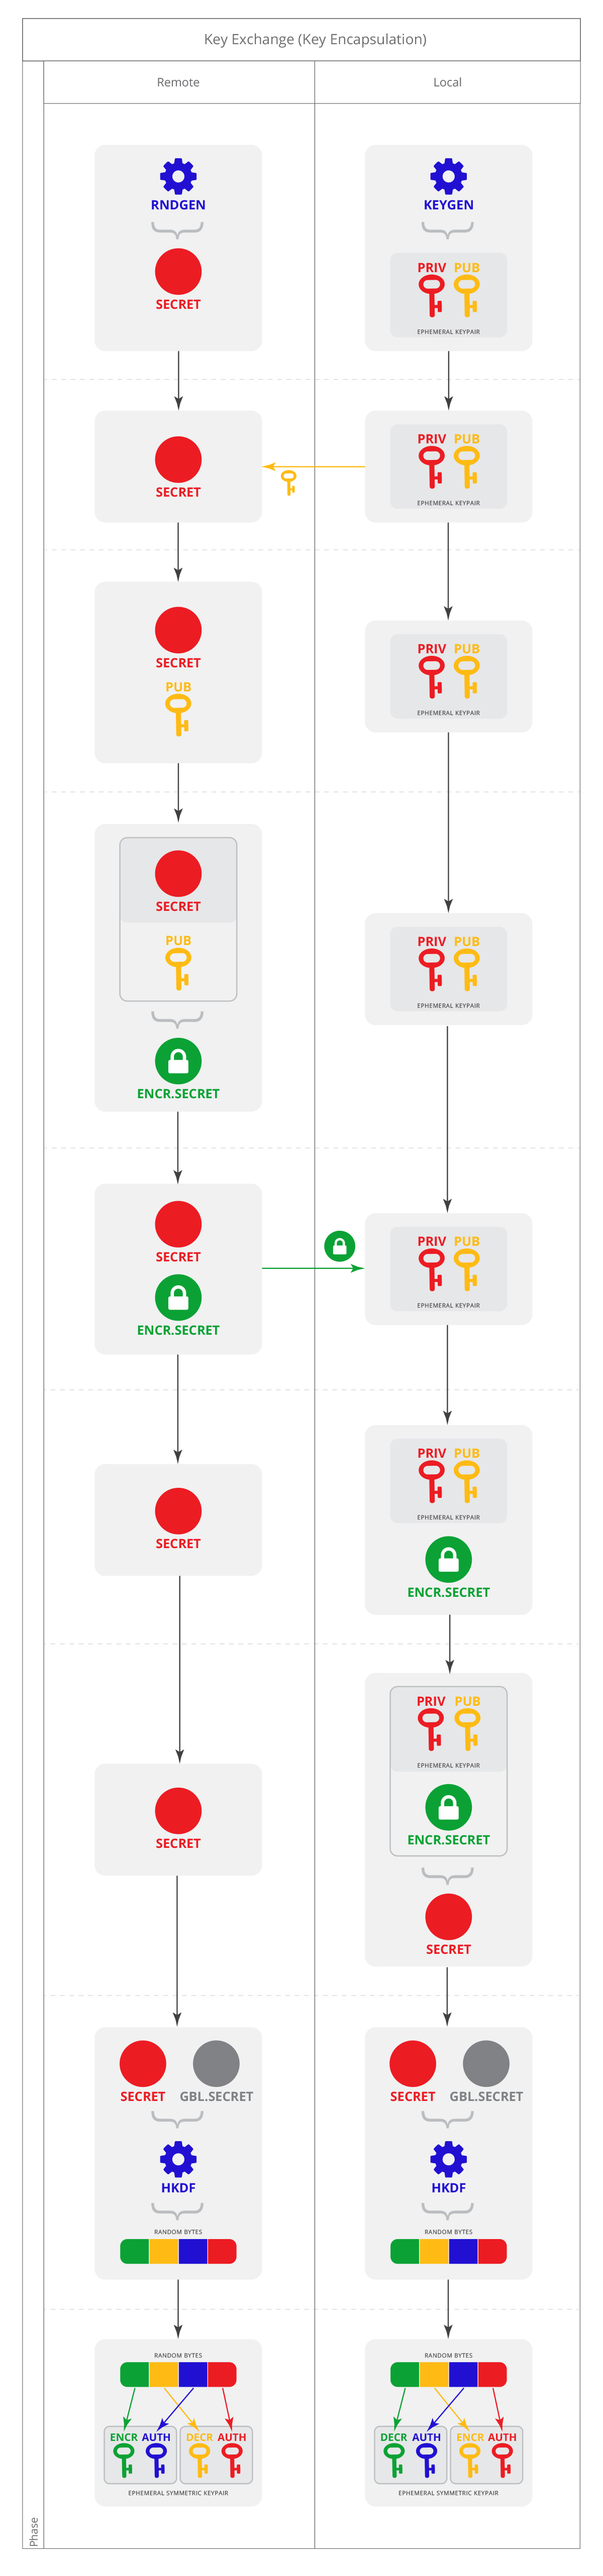 Key Exchange (Key Encapsulation)
Remote
Local
RNDGEN
SECRET
KEYGEN
PRIV PUB
EPHEMERAL KEYPAIR
SECRET
PRIV PUB
EPHEMERAL KEYPAIR
SECRET
PUB
PRIV PUB
EPHEMERAL KEYPAIR
SECRET
PUB
ENCR.SECRET
PRIV PUB
EPHEMERAL KEYPAIR
SECRET
ENCR.SECRET
PRIV PUB
EPHEMERAL KEYPAIR
SECRET
PRIV PUB
EPHEMERAL KEYPAIR
ENCR.SECRET
SECRET
PRIV PUB
EPHEMERAL KEYPAIR
ENCR.SECRET
SECRET
SECRET GBL.SECRET
HKDF
RANDOM BYTES
SECRET GBL.SECRET
HKDF
RANDOM BYTES
RANDOM BYTES
ENCR AUTH DECR AUTH
EPHEMERAL SYMMETRIC KEYPAIR
RANDOM BYTES
DECR AUTH ENCR AUTH
EPHEMERAL SYMMETRIC KEYPAIR
Phase